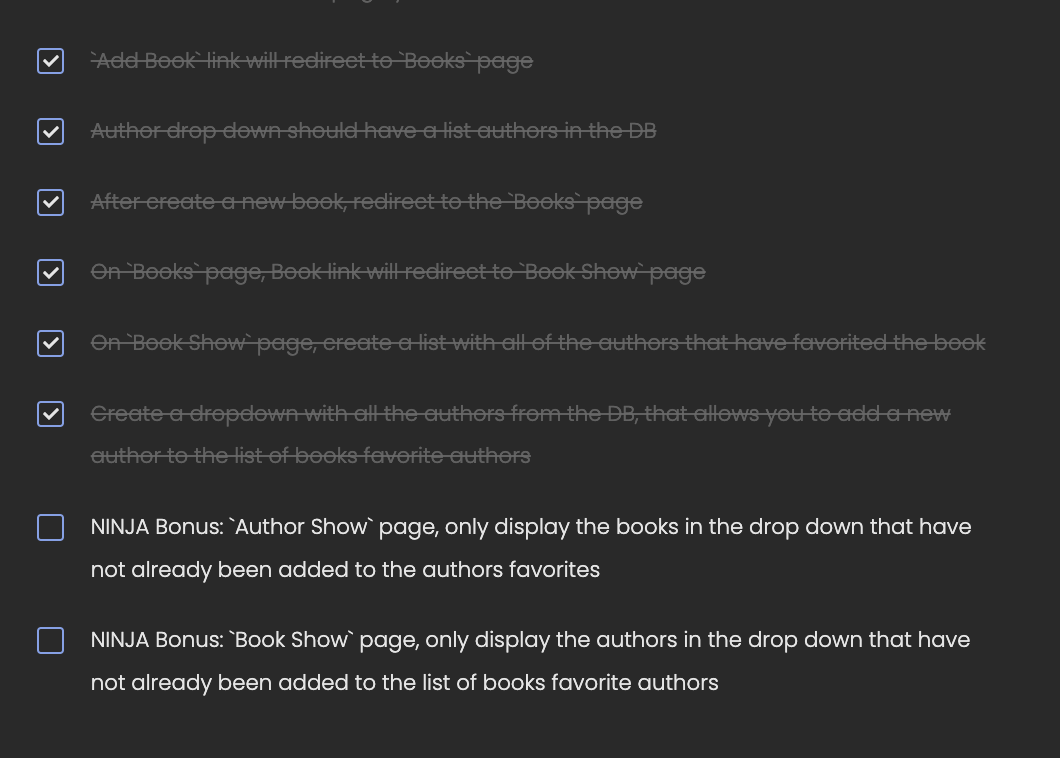 `Add Book` link will redirect to `Books` page
Author drop down should have a list authors in the DB
After create a new book, redirect to the `Books` page
On `Books` page, Book link will redirect to `Book Show` page
On `Book Show` page, create a list with all of the authors that have favorited the book
Create a dropdown with all the authors from the DB, that allows you to add a new
author to the list of books favorite authors
NINJA Bonus: `Author Show` page, only display the books in the drop down that have
not already been added to the authors favorites
NINJA Bonus: `Book Show` page, only display the authors in the drop down that have
not already been added to the list of books favorite authors